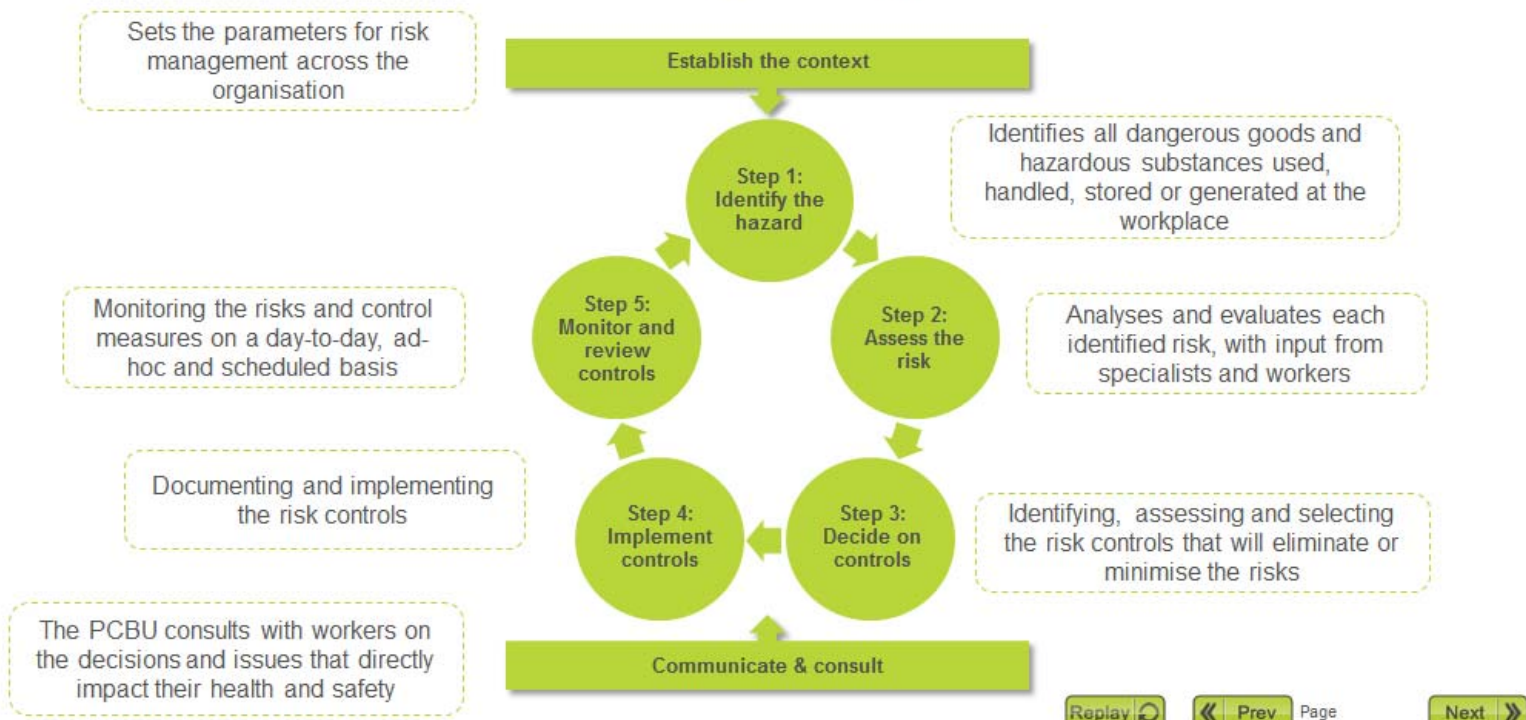 Sets the parameters for risk
management across the
organisation
Establish the context
Identifies all dangerous goods and
hazardous substances used,
handled, stored or generated at the
workplace
Step 1:
Identify the
hazard
Step 2:
Assess the
risk
Analyses and evaluates each
identified risk, with input from
specialists and workers
Step 3:
Decide on
controls
Identifying, assessing and selecting
the risk controls that will eliminate or
minimise the risks
Step 4:
Implement
controls
Documenting and implementing
the risk controls
Step 5:
Monitor and
review
controls
Monitoring the risks and control
measures on a day-to-day, ad-
hoc and scheduled basis
The PCBU consults with workers on
the decisions and issues that directly
impact their health and safety
Communicate & consult
Replay
Prev
Page
Next